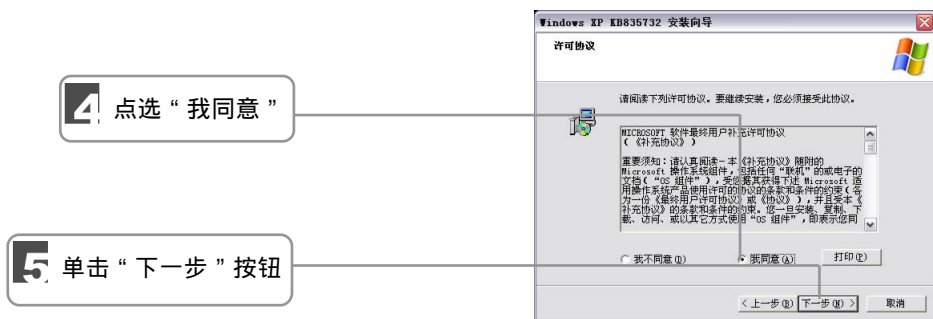 Windows XP KB835732 安装向导
许可协议
4 点选“我同意”
请阅读下列许可协议。要继续安装，您必须接受此协议。
MICROSOFT 软件最终用户补充许可协议
（《补充协议》）
重要须知：请认真阅读－本《补充协议》随附的
Microsoft 操作系统组件，包括任何“联机”的或电子的
文档（“OS 组件”），受您据其获得下述 Microsoft 适
用操作系统产品使用许可的协议的条款和条件的约束（各
为一份《最终用户许可协议》或《协议》），并且受本《
补充协议》的条款和条件的约束。您一旦安装、复制、下
载、访问、或以其它方式使用“OS 组件”，即表示您同
我不同意(D) 我同意(A) 打印(P)
5 单击“下一步”按钮
< 上一步(B) 下一步(N) > 取消